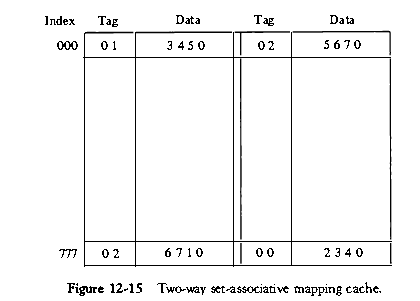 Index Tag Data Tag Data
000 0 1 3 4 5 0 0 2 5 6 7 0
777 0 2 6 7 1 0 0 0 2 3 4 0
Figure 12-15 Two-way set-associative mapping cache.